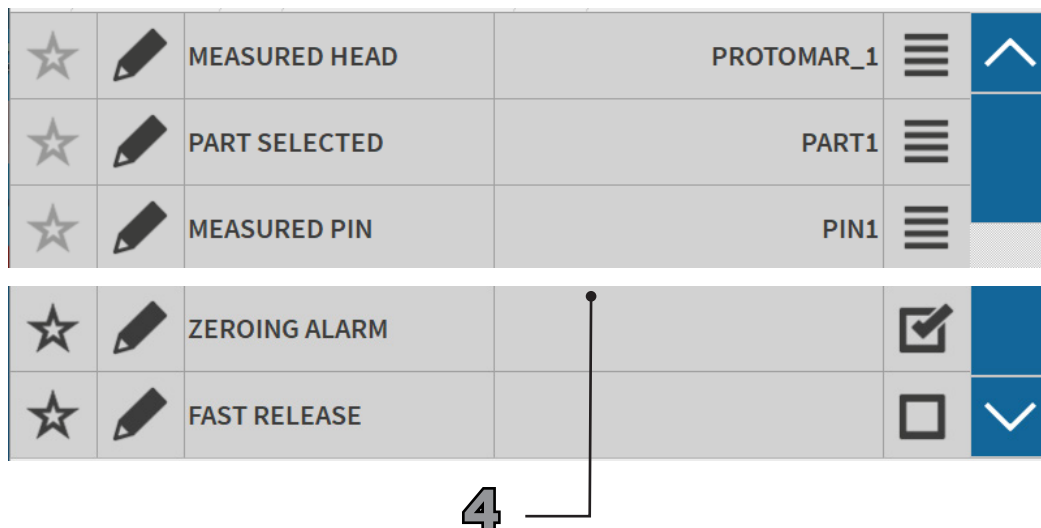 MEASURED HEAD PROTOMAR_1
PART SELECTED PART1
MEASURED PIN PIN1
ZEROING ALARM
FAST RELEASE
4